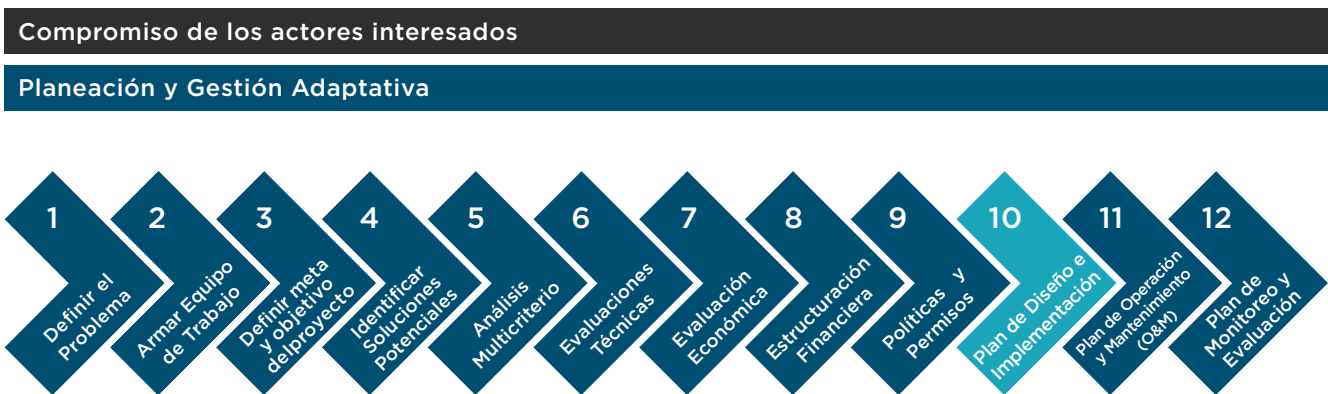 Compromiso de los actores interesados
Planeación y Gestión Adaptativa
1
Definir el
Problema
2
Armar Equipo
de Trabajo
3
Definir meta
y objetivo
delproyecto
4
Identificar
Soluciones
Potenciales
5
Análisis
Multicriterio
6
Evaluaciones
Técnicas
7
Evaluación
Económica
8
Estructuración
Financiera
9
Políticas y
Permisos
10
Plan de Diseño e
Implementación
11
Plan de Operación
y Mantenimiento
(O&M)
12
Plan de
Monitoreo y
Evaluación